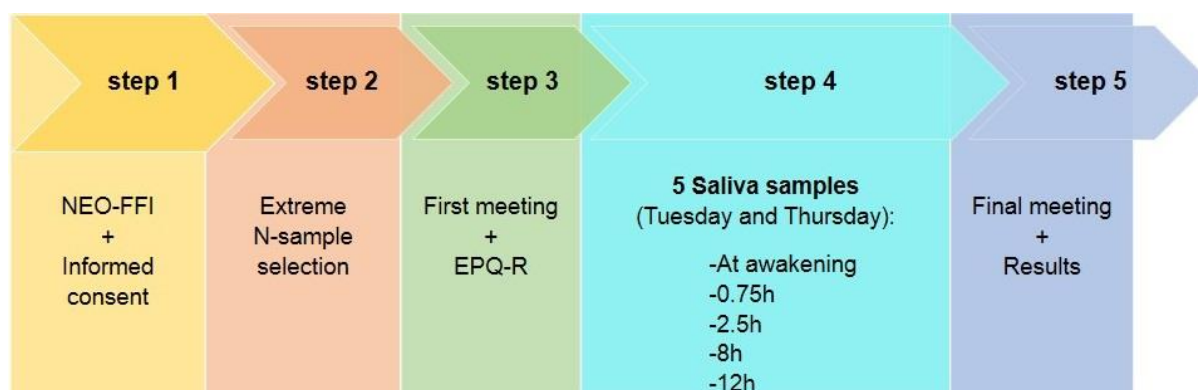 step 1
step 2
step 3
step 4
step 5
NEO-FFI
+
Informed
consent
Extreme
N-sample
selection
First meeting
+
EPQ-R
5 Saliva samples
(Tuesday and Thursday):
-At awakening
-0.75h
-2.5h
-8h
-12h
Final meeting
+
Results